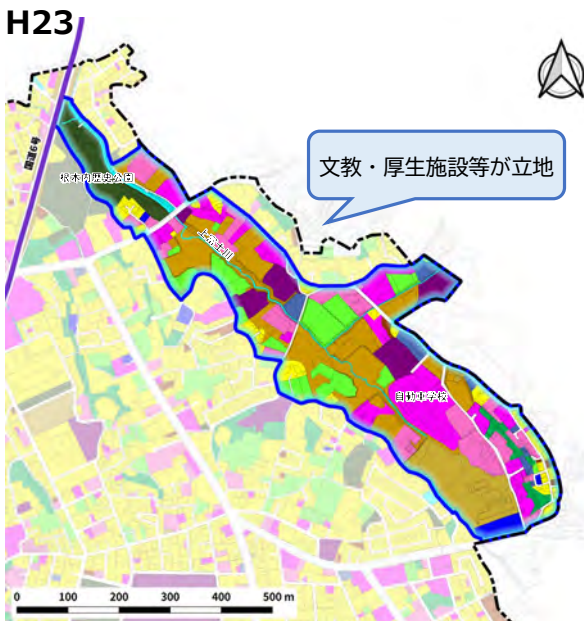 H23
文教・厚生施設等が立地
国道6号
根木内歴史公園
上富士川
自動車学校
0 100 200 300 400 500 m